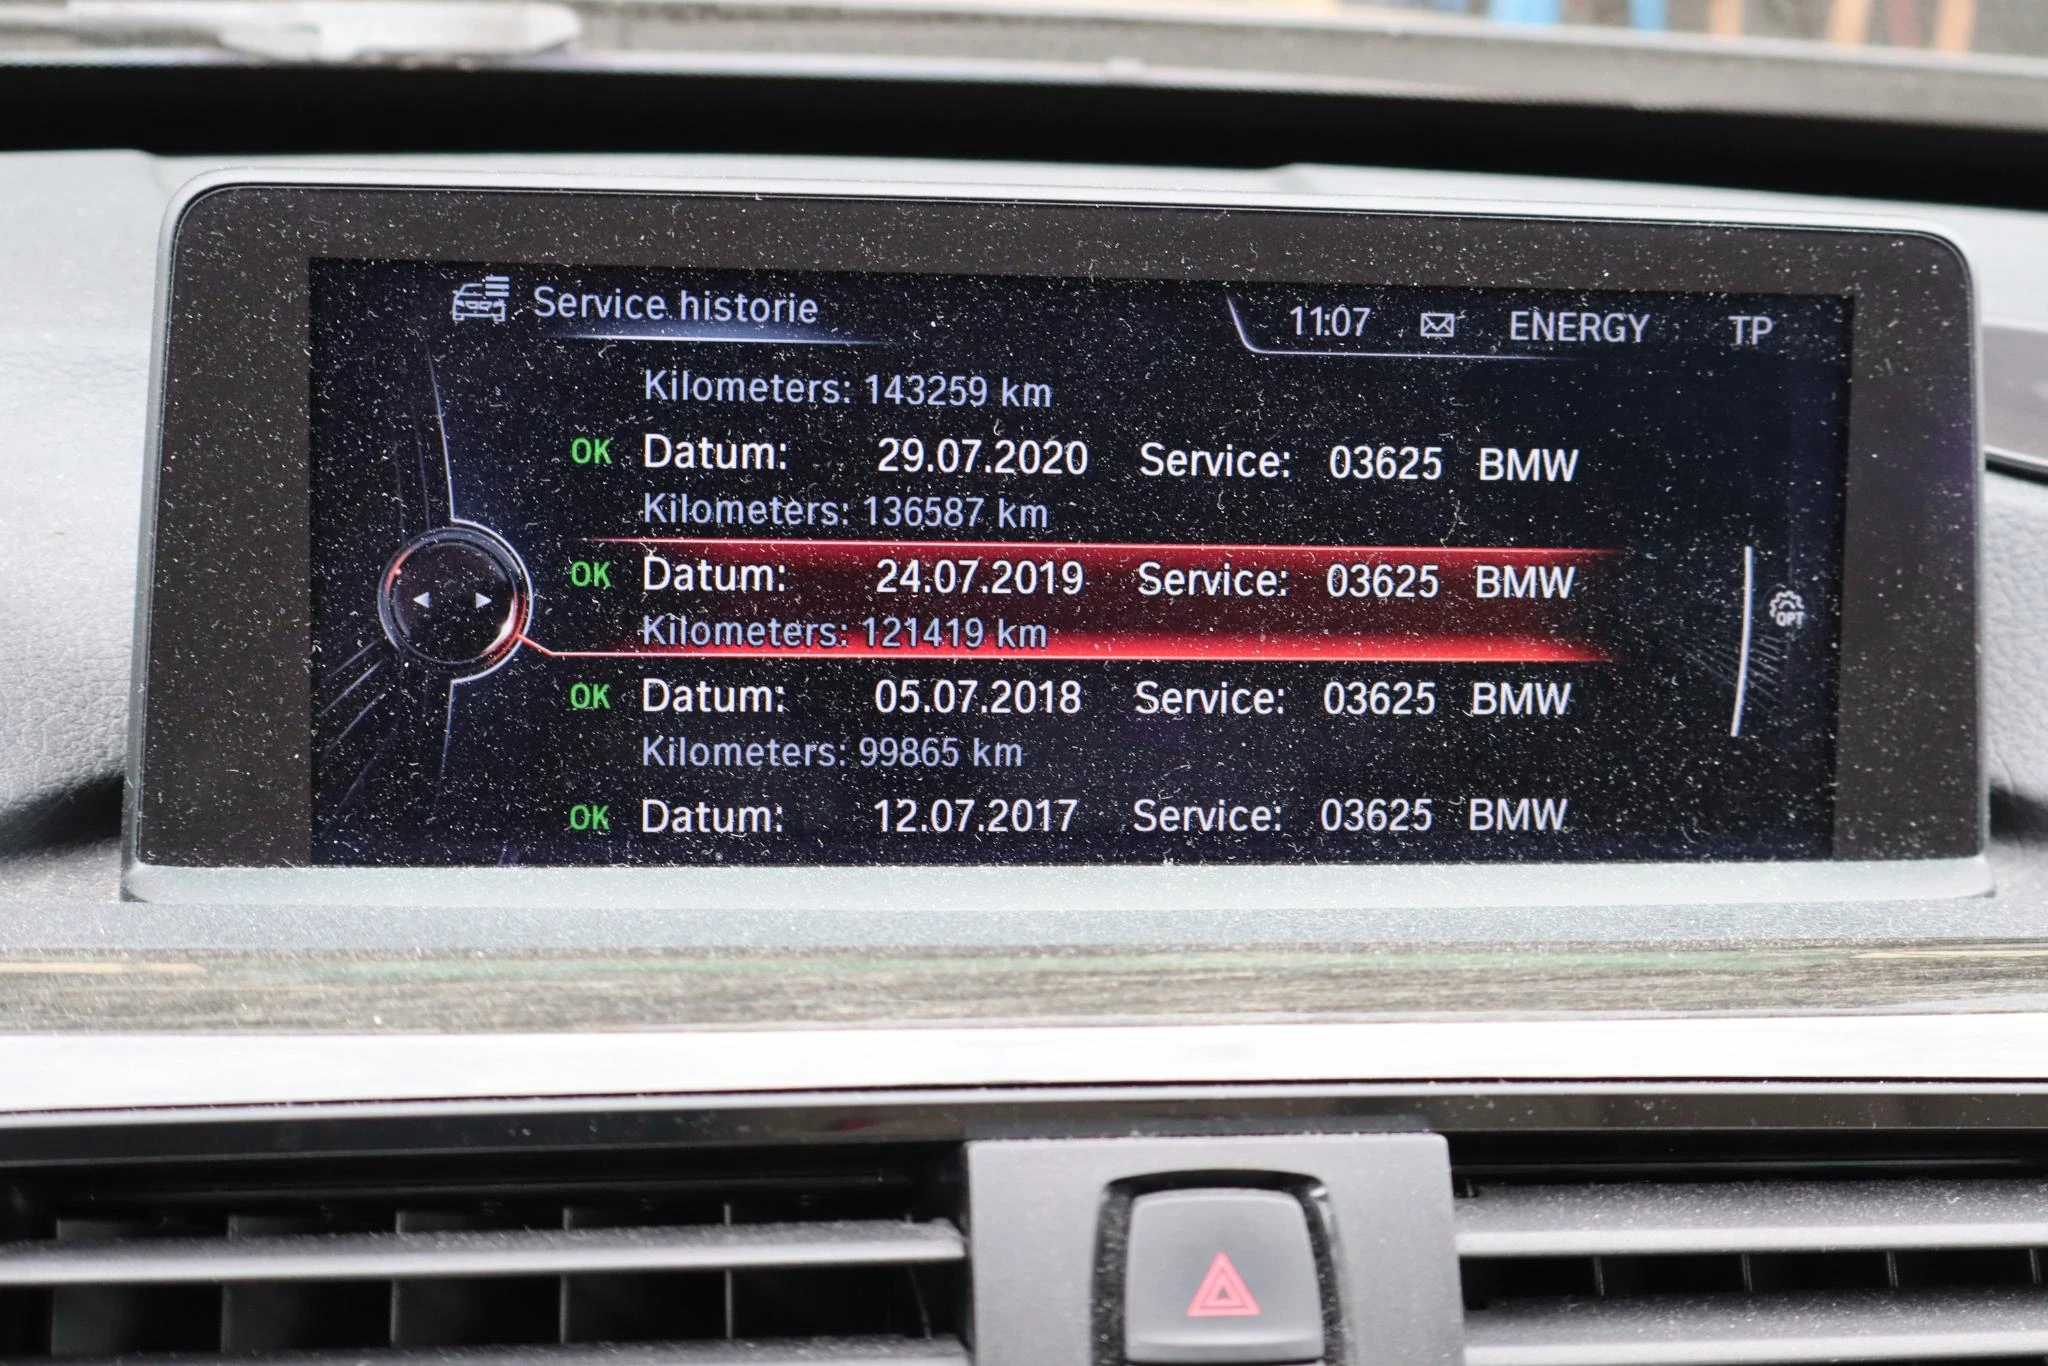 Service historie 11:07 ENERGY TP
Kilometers: 143259 km
OK Datum: 29.07.2020 Service: 03625 BMW
Kilometers: 136587 km
OK Datum: 24.07.2019 Service: 03625 BMW
Kilometers: 121419 km
OPT
OK Datum: 05.07.2018 Service: 03625 BMW
Kilometers: 99865 km
OK Datum: 12.07.2017 Service: 03625 BMW